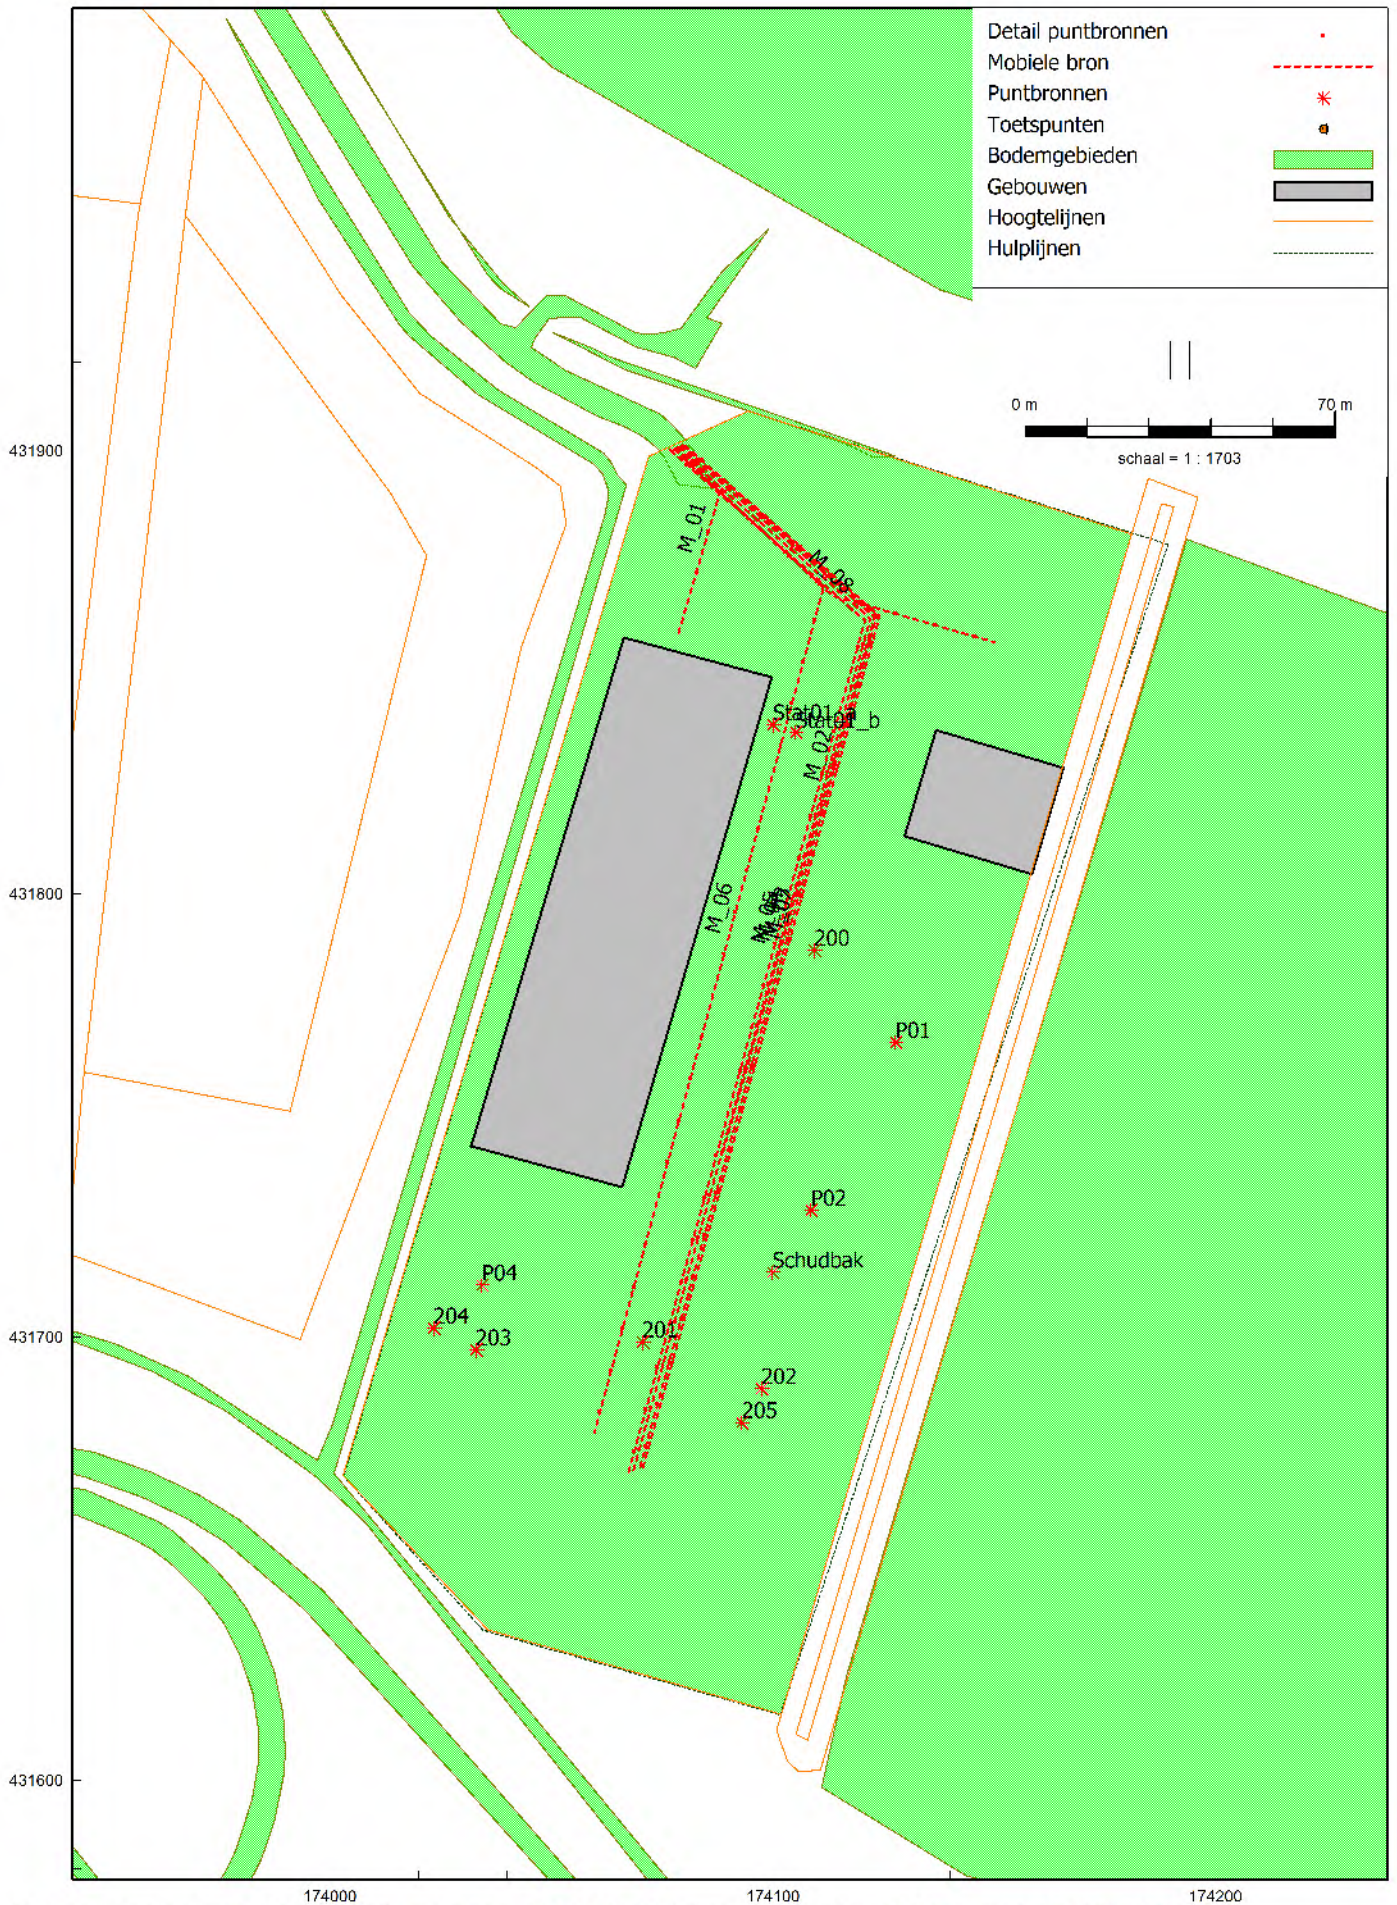 Detail puntbronnen
Mobiele bron
Puntbronnen
Toetspunten
Bodemgebieden
Gebouwen
Hoogtelijnen
Hulplijnen
0 m
70 m
schaal = 1 : 1703
431900
M_01
M_08
Stat01_b
M_02
431800
M_06
200
P01
P02
Schudbak
P04
204
203
201
202
205
431700
431600
174000
174100
174200